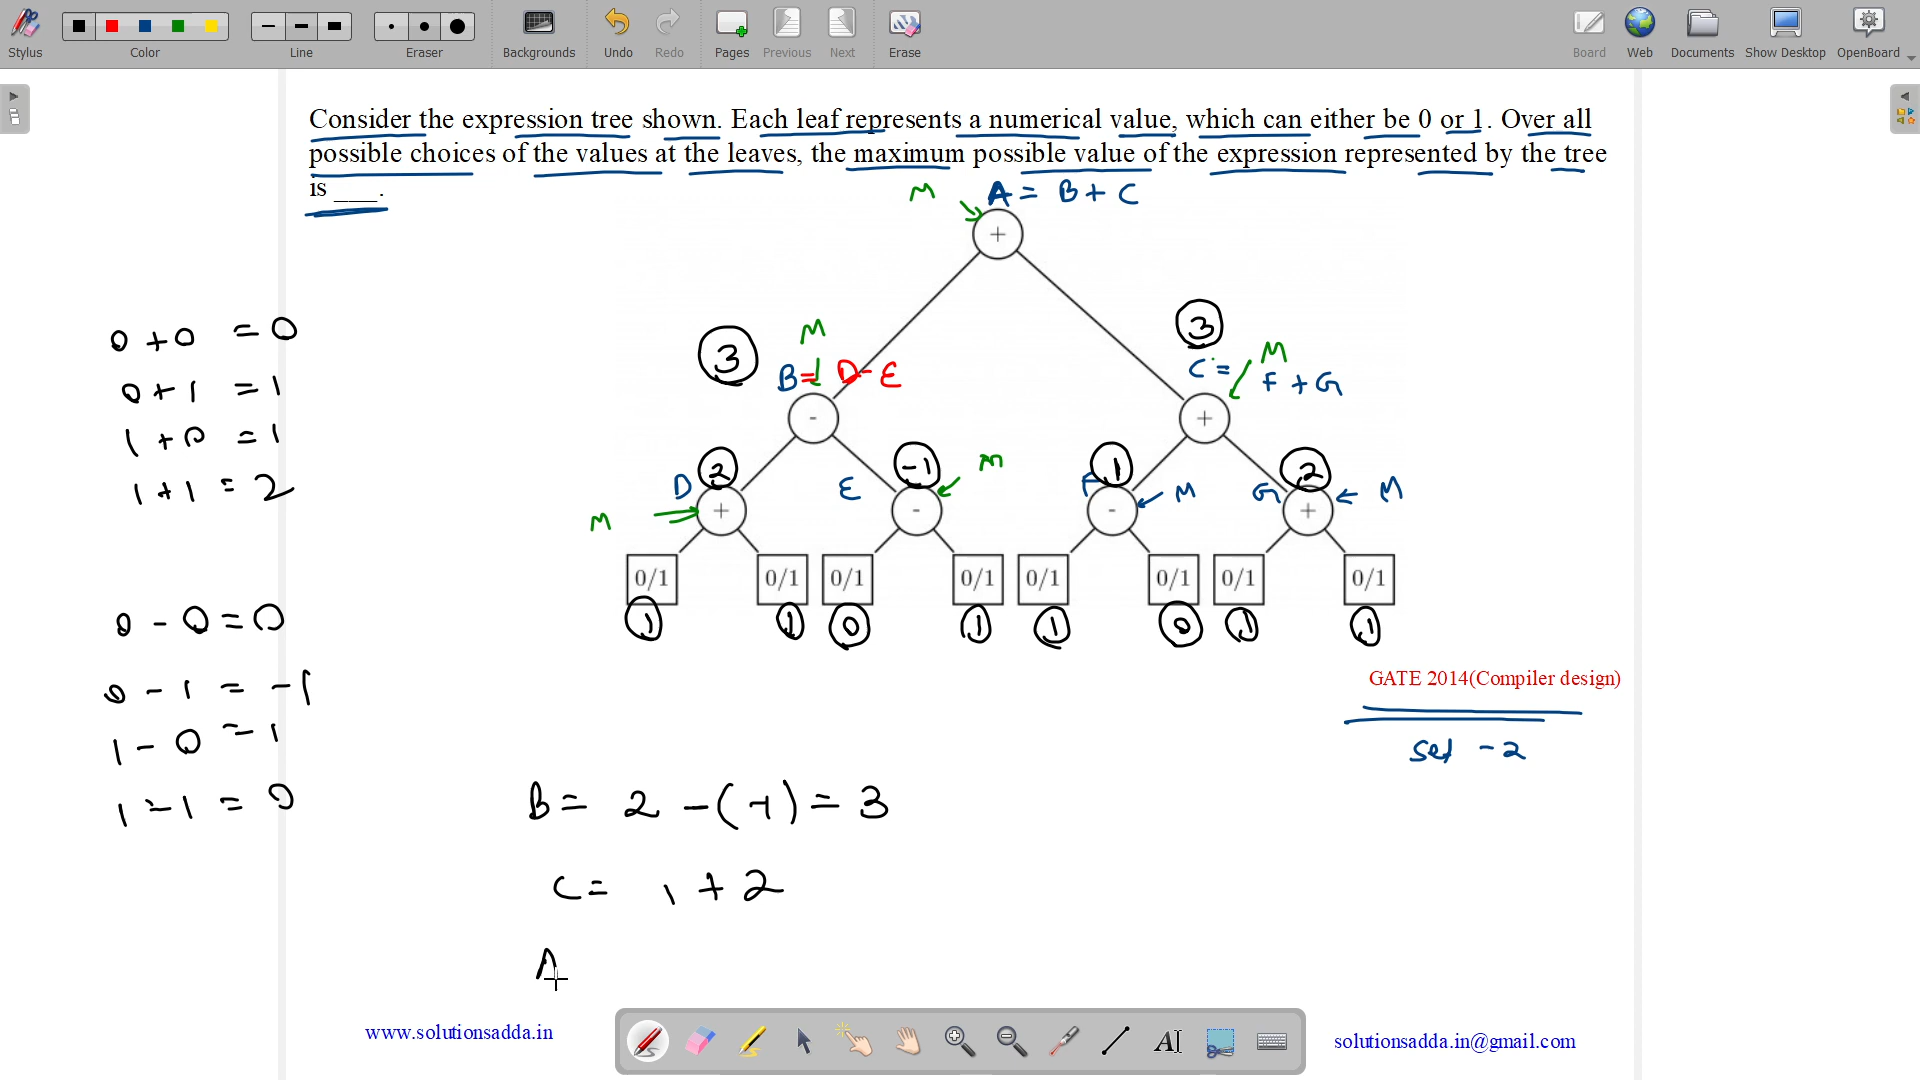 Stylus Color Line Eraser Backgrounds Undo Redo Pages Previous Next Erase Board Web Documents Show Desktop OpenBoard
Consider the expression tree shown. Each leaf represents a numerical value, which can either be 0 or 1. Over all
possible choices of the values at the leaves, the maximum possible value of the expression represented by the tree
is ___.
M A = B + C
+
0 + 0 = 0
0 + 1 = 1
1 + 0 = 1
1 + 1 = 2
3 M 3 M
B = D - E C = F + G
- +
D 2 E -1 M F 1 M G 2 M
M + - - +
0/1 0/1 0/1 0/1 0/1 0/1 0/1 0/1
1 1 0 1 1 0 1 1
0 - 0 = 0
0 - 1 = -1
1 - 0 = 1
1 - 1 = 0
GATE 2014(Compiler design)
Set - 2
B = 2 - (-1) = 3
C = 1 + 2
A
www.solutionsadda.in
solutionsadda.in@gmail.com